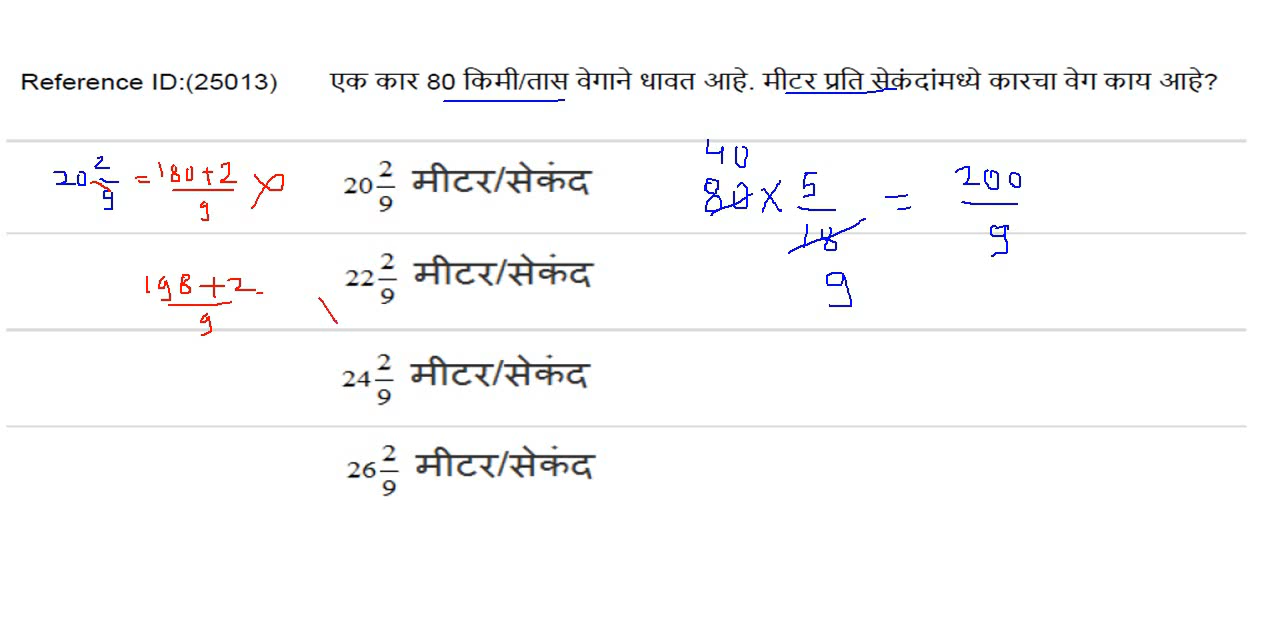 Reference ID:(25013) एक कार 80 किमी/तास वेगाने धावत आहे. मीटर प्रति सेकंदांमध्ये कारचा वेग काय आहे?
20 2/9 = 180+2/9 ×
20 2/9 मीटर/सेकंद
40
80 × 5/18 = 200/9
9
198+2/9
22 2/9 मीटर/सेकंद
24 2/9 मीटर/सेकंद
26 2/9 मीटर/सेकंद